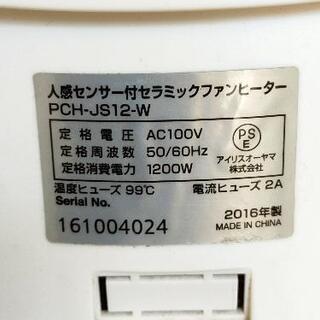 人感センサー付セラミックファンヒーター
PCH-JS12-W
定格電圧 AC100V
定格周波数 50/60Hz
定格消費電力 1200W
PS
E
アイリスオーヤマ
株式会社
温度ヒューズ 99℃ 電流ヒューズ 2A
Serial No.
161004024
2016年製
MADE IN CHINA